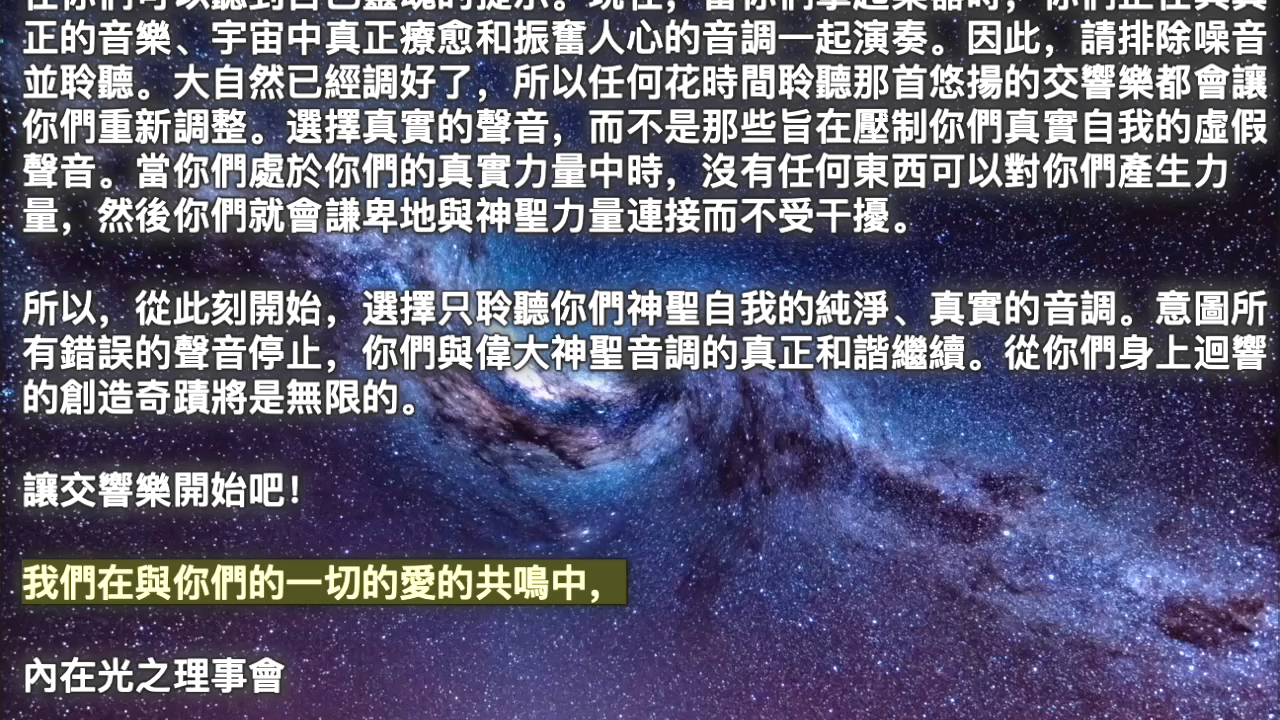 正的音樂、宇宙中真正療愈和振奮人心的音調一起演奏。因此，請排除噪音
並聆聽。大自然已經調好了，所以任何花時間聆聽那首悠揚的交響樂都會讓
你們重新調整。選擇真實的聲音，而不是那些旨在壓制你們真實自我的虛假
聲音。當你們處於你們的真實力量中時，沒有任何東西可以對你們產生力
量，然後你們就會謙卑地與神聖力量連接而不受干擾。
所以，從此刻開始，選擇只聆聽你們神聖自我的純淨、真實的音調。意圖所
有錯誤的聲音停止，你們與偉大神聖音調的真正和諧繼續。從你們身上迴響
的創造奇蹟將是無限的。
讓交響樂開始吧！
我們在與你們的一切的愛的共鳴中，
內在光之理事會